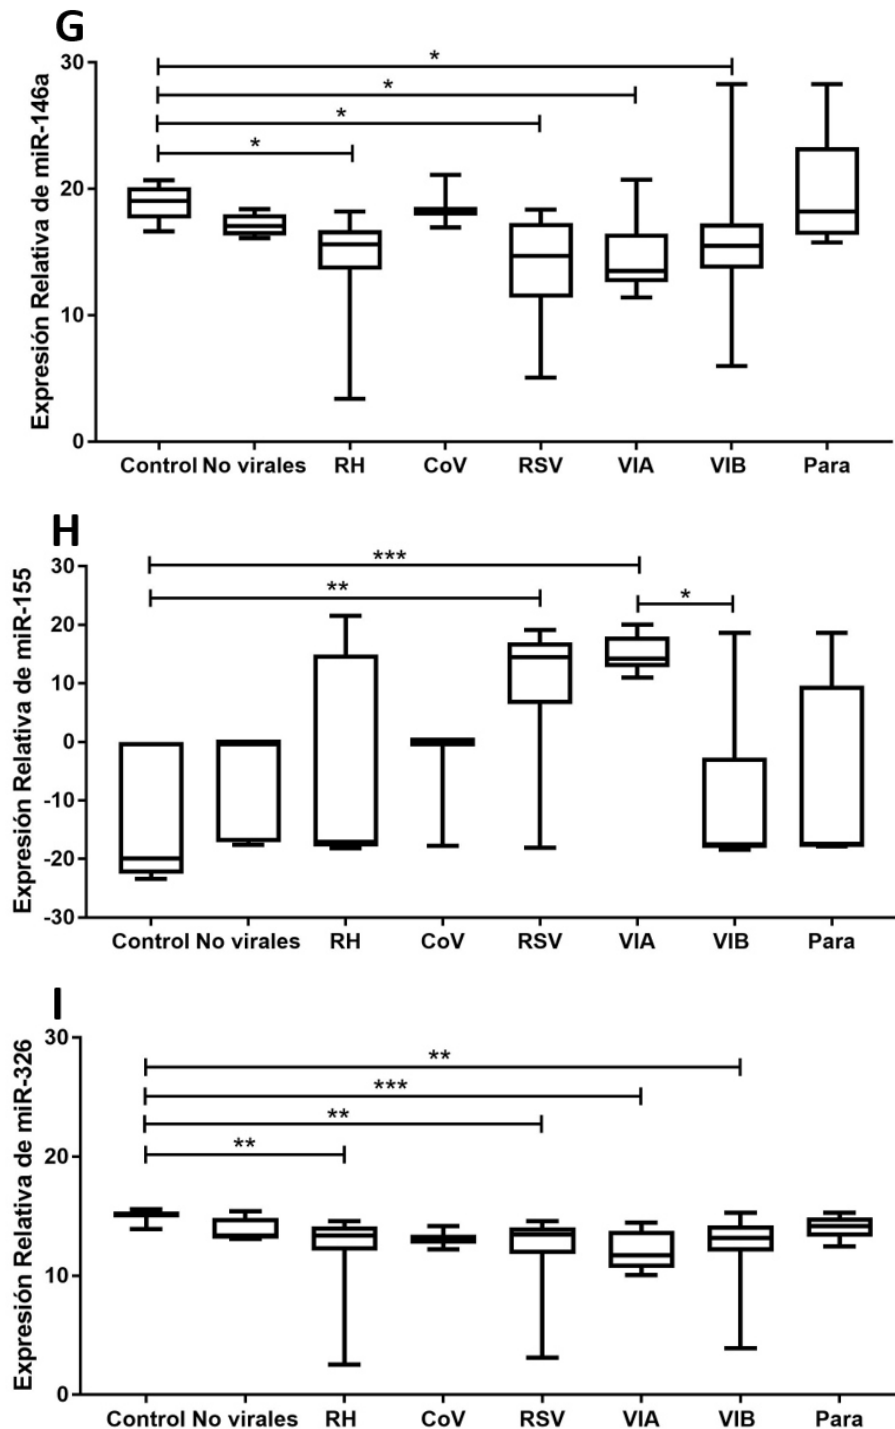 G
Expresión Relativa de miR-146a
30
20
10
0
*
*
*
*
Control No virales RH CoV RSV VIA VIB Para
H
Expresión Relativa de miR-155
30
20
10
0
-10
-20
-30
***
**
*
Control No virales RH CoV RSV VIA VIB Para
I
Expresión Relativa de miR-326
30
20
10
0
**
***
**
**
Control No virales RH CoV RSV VIA VIB Para